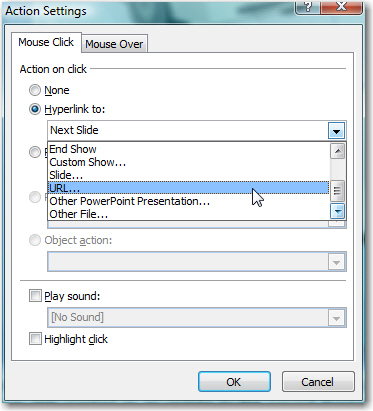 Action Settings
Mouse Click
Mouse Over
Action on click
None
Hyperlink to:
Next Slide
End Show
Custom Show...
Slide...
URL...
Other PowerPoint Presentation...
Other File...
Object action:
Play sound:
[No Sound]
Highlight click
OK
Cancel